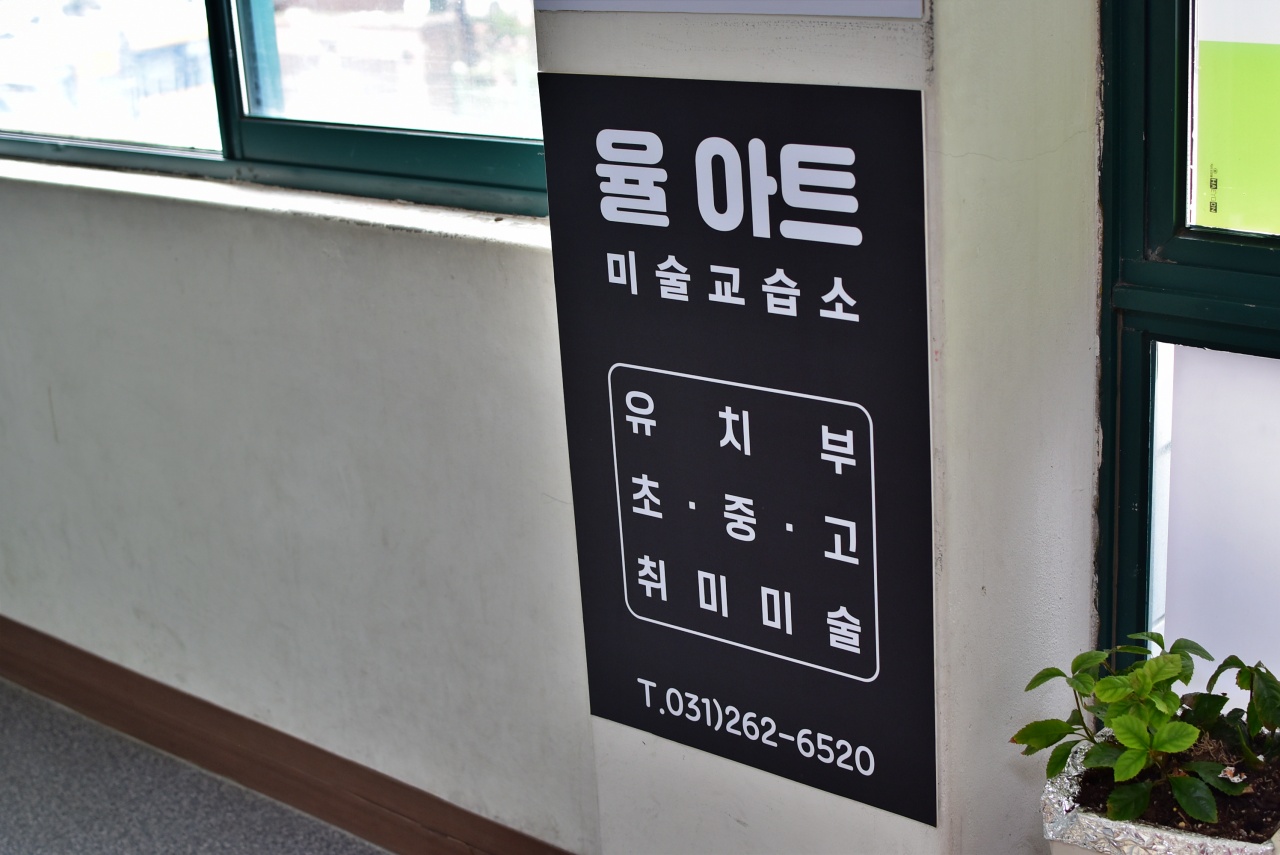 율 아트
미술교습소
유치부
초·중·고
취미미술
T.031)262-6520